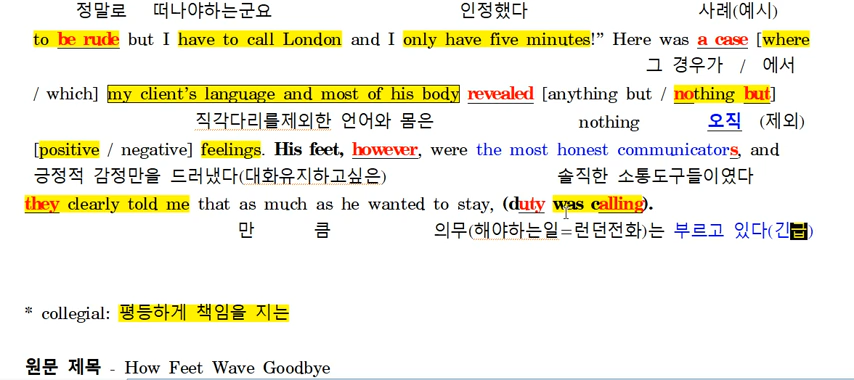 정말로 떠나야하는군요 인정했다 사례(예시)
to be rude but I have to call London and I only have five minutes!” Here was a case [where
그 경우가 / 에서
/ which] my client’s language and most of his body revealed [anything but / nothing but]
직각다리를제외한 언어와 몸은 nothing 오직 (제외)
[positive / negative] feelings. His feet, however, were the most honest communicators, and
긍정적 감정만을 드러냈다(대화유지하고싶은) 솔직한 소통도구들이였다
they clearly told me that as much as he wanted to stay, (duty was calling).
만 큼 의무(해야하는일=런던전화)는 부르고 있다(긴급)
* collegial: 평등하게 책임을 지는
원문 제목 - How Feet Wave Goodbye